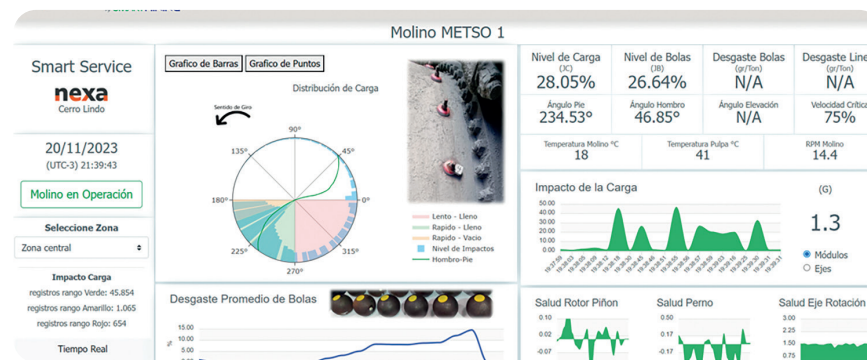 Molino METSO 1
Smart Service
nexa
Cerro Lindo
20/11/2023
(UTC-3) 21:39:43
Molino en Operación
Seleccione Zona
Zona central
Impacto Carga
registros rango Verde: 45.854
registros rango Amarillo: 1.065
registros rango Rojo: 654
Tiempo Real
Grafico de Barras
Grafico de Puntos
Distribución de Carga
Sentido de Giro
90°
135°
45°
180°
0°
225°
315°
270°
Lento - Lleno
Rapido - Lleno
Rapido - Vacio
Nivel de Impactos
Hombro-Pie
Desgaste Promedio de Bolas
15.00
10.00
5.00
%
Nivel de Carga
(JC)
28.05%
Nivel de Bolas
(JB)
26.64%
Desgaste Bolas
(gr/Ton)
N/A
Desgaste Line
(gr/Ton)
N/A
Ángulo Pie
234.53°
Ángulo Hombro
46.85°
Ángulo Elevación
N/A
Velocidad Crítica
75%
Temperatura Molino °C
18
Temperatura Pulpa °C
41
RPM Molino
14.4
Impacto de la Carga
(G)
50.00
40.00
30.00
20.00
10.00
0.00
1.3
Módulos
Ejes
Salud Rotor Piñon
0.10
0.02
-0.07
Salud Perno
0.50
0.17
-0.17
Salud Eje Rotación
3.00
2.25
1.50
0.75